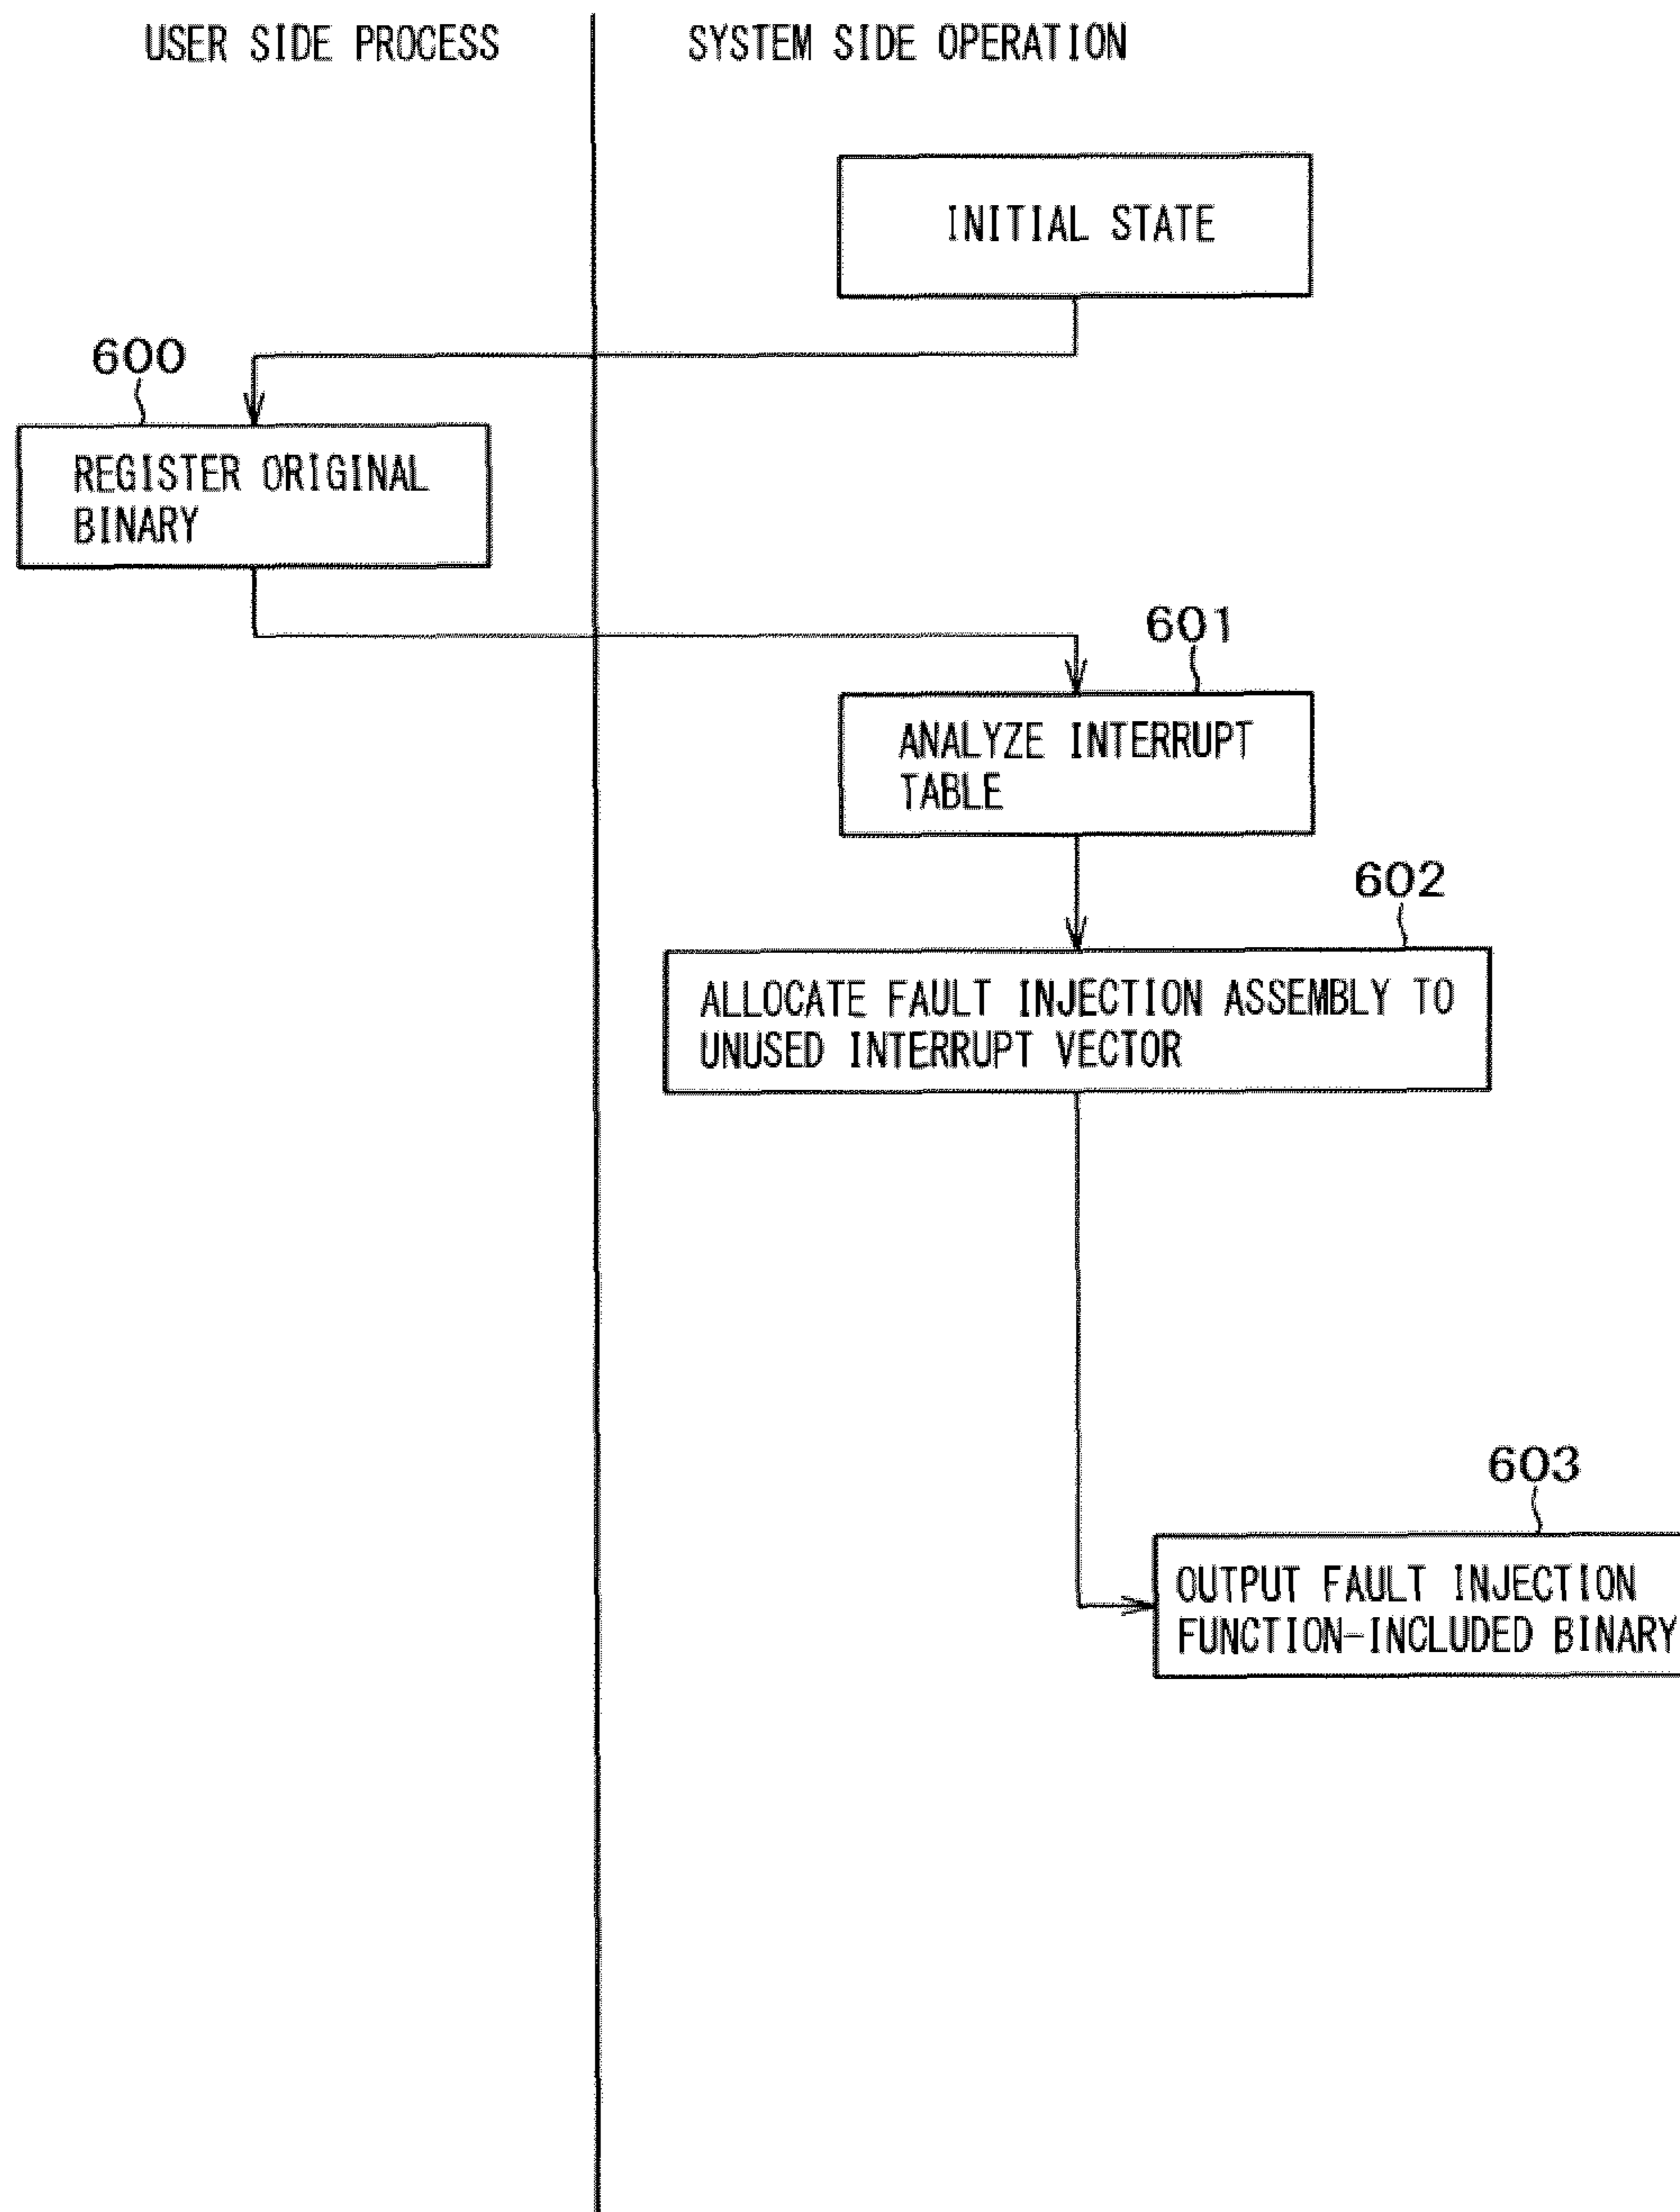 USER SIDE PROCESS
SYSTEM SIDE OPERATION
INITIAL STATE
600
REGISTER ORIGINAL
BINARY
601
ANALYZE INTERRUPT
TABLE
602
ALLOCATE FAULT INJECTION ASSEMBLY TO
UNUSED INTERRUPT VECTOR
603
OUTPUT FAULT INJECTION
FUNCTION-INCLUDED BINARY